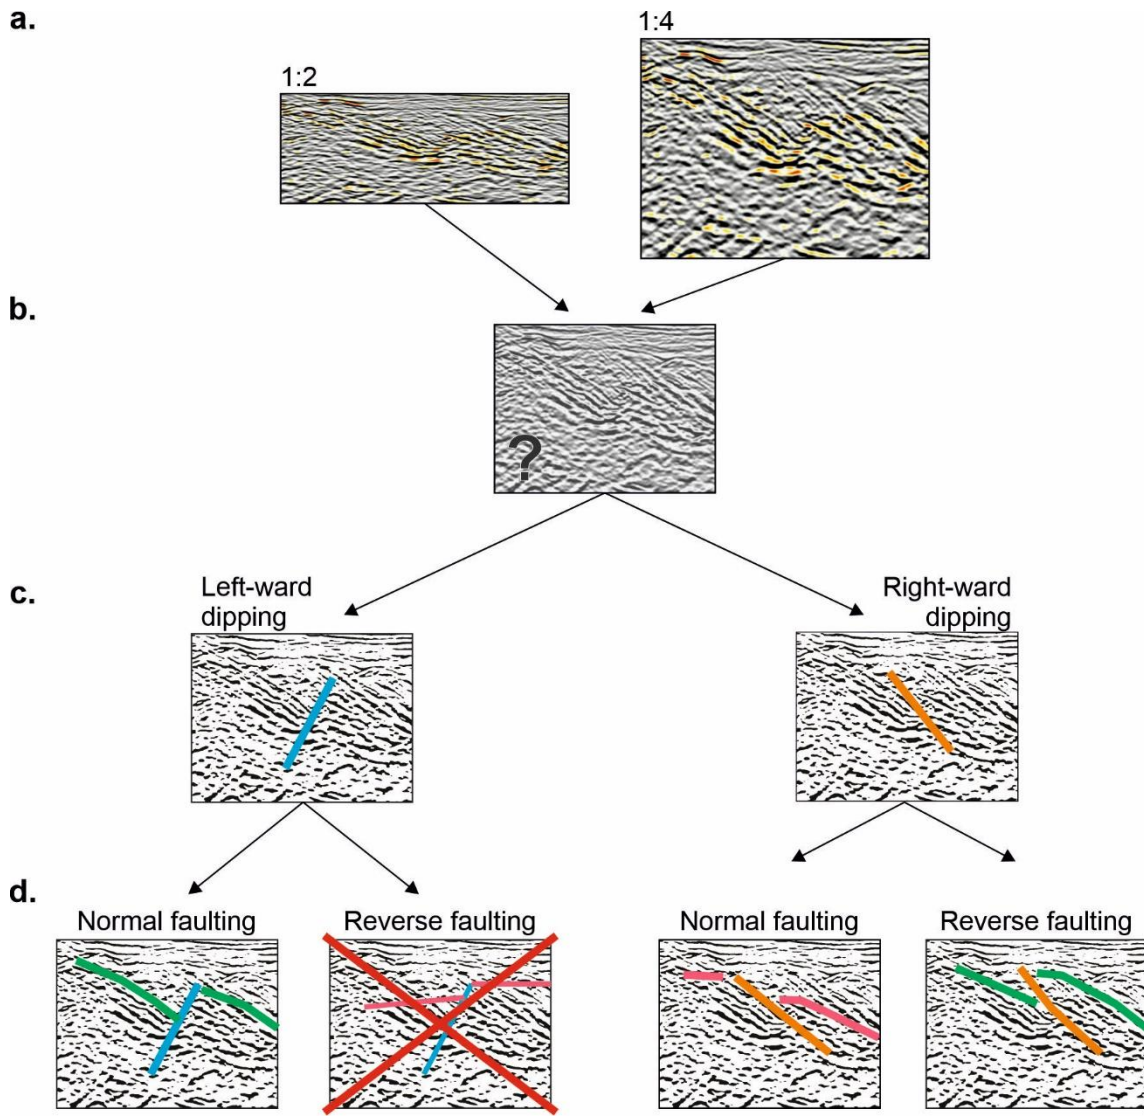 a.
1:2
1:4
b.
?
c.
Left-ward
dipping
Right-ward
dipping
d.
Normal faulting
Reverse faulting
Normal faulting
Reverse faulting